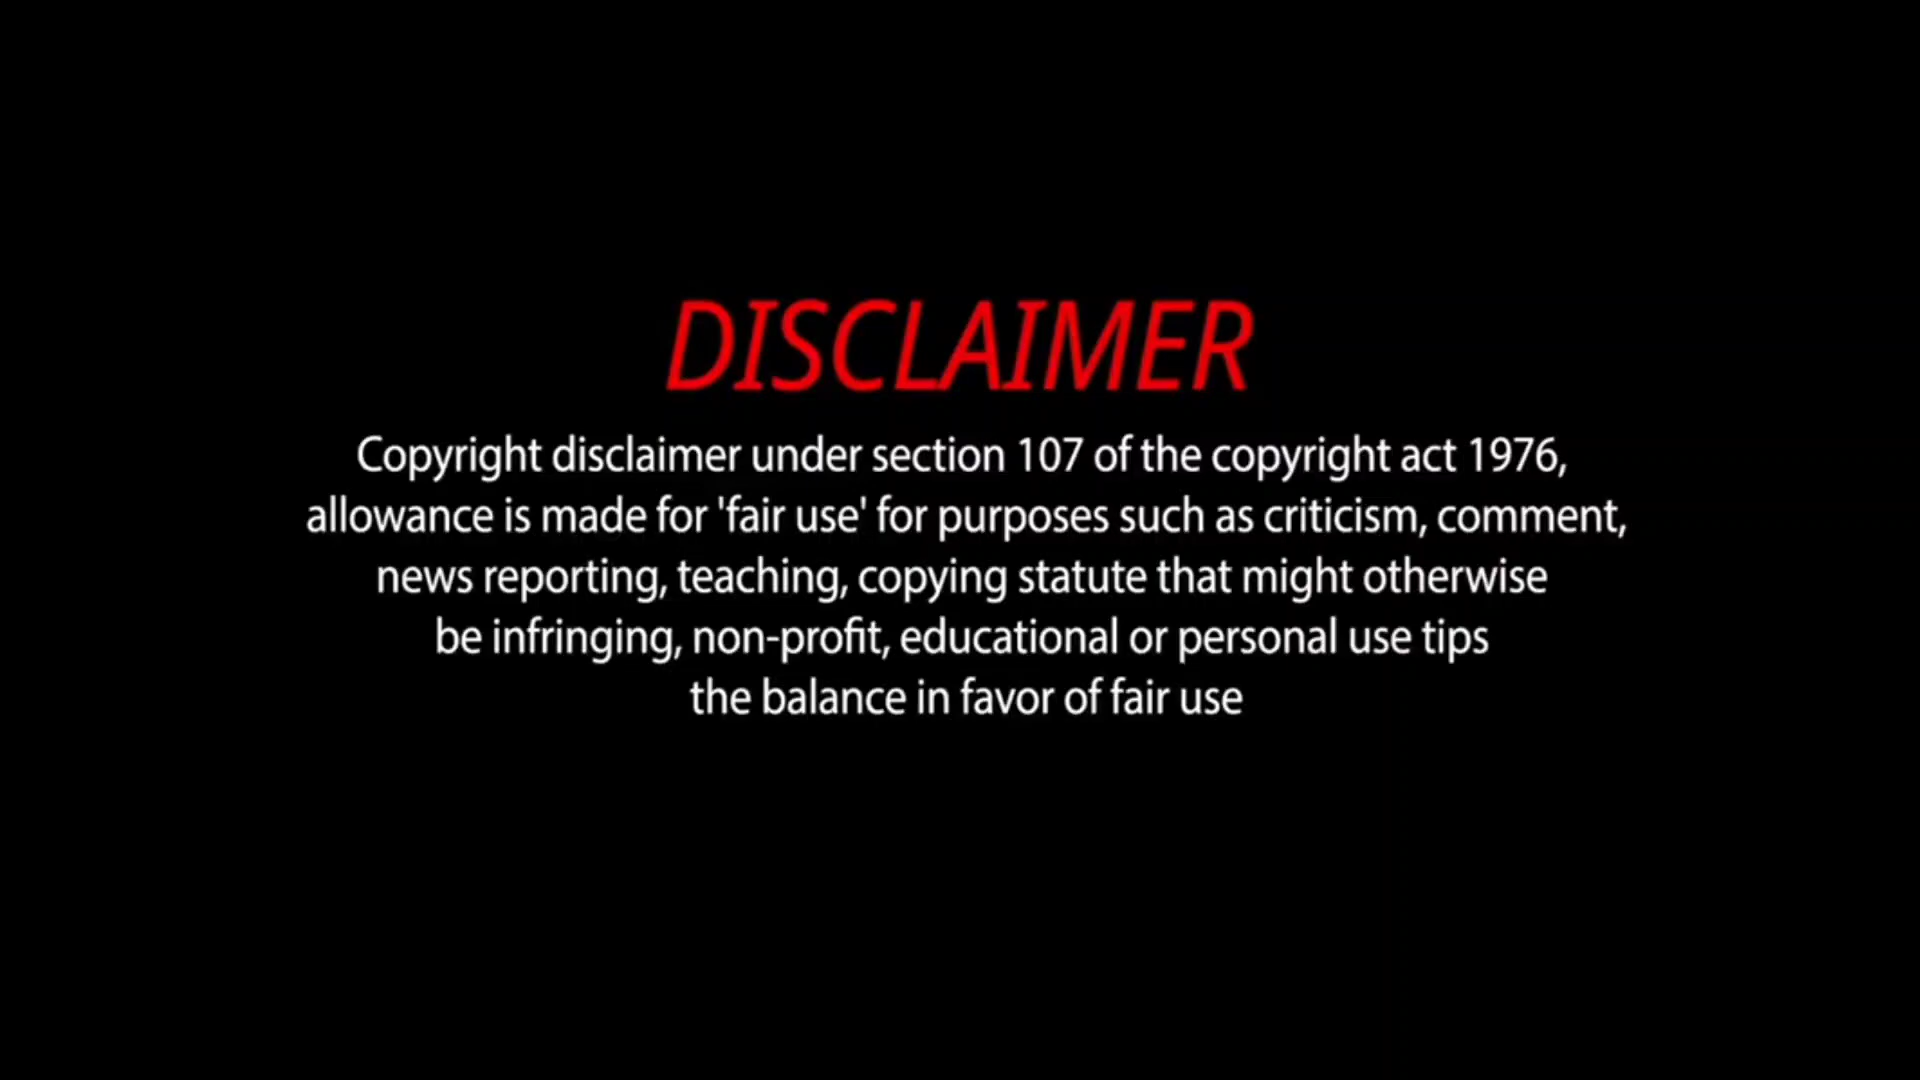 DISCLAIMER
Copyright disclaimer under section 107 of the copyright act 1976,
allowance is made for 'fair use' for purposes such as criticism, comment,
news reporting, teaching, copying statute that might otherwise
be infringing, non-profit, educational or personal use tips
the balance in favor of fair use